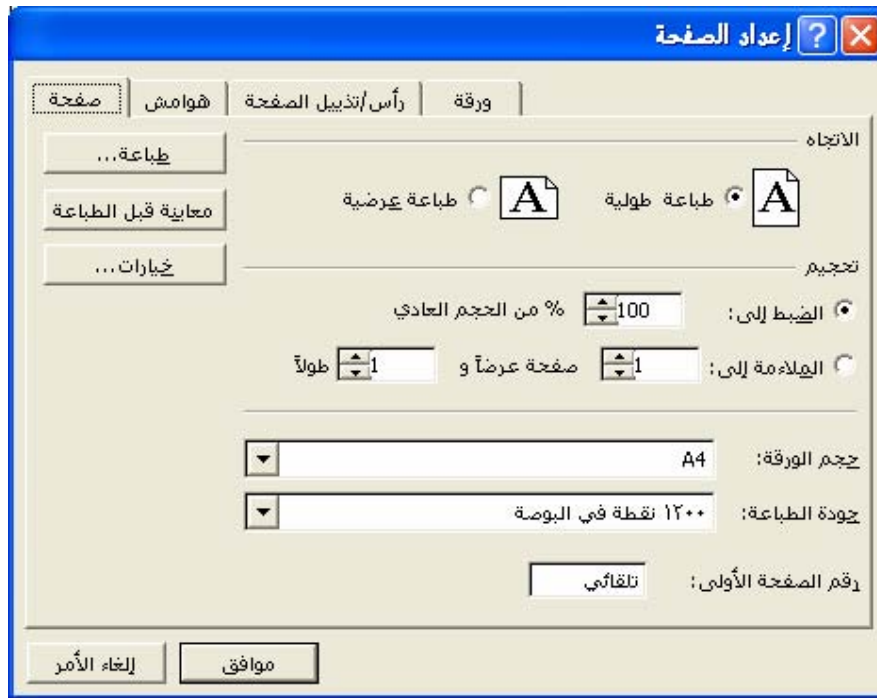 إعداد الصفحة
صفحة
هوامش
رأس/تذييل الصفحة
ورقة
الاتجاه
A طباعة طولية
A طباعة عرضية
تحجيم
الضبط إلى: 100 % من الحجم العادي
الملاءمة إلى: 1 صفحة عرضاً و 1 طولاً
حجم الورقة: A4
جودة الطباعة: ١٢٠٠ نقطة في البوصة
رقم الصفحة الأولى: تلقائي
طباعة...
معاينة قبل الطباعة
خيارات...
موافق
إلغاء الأمر